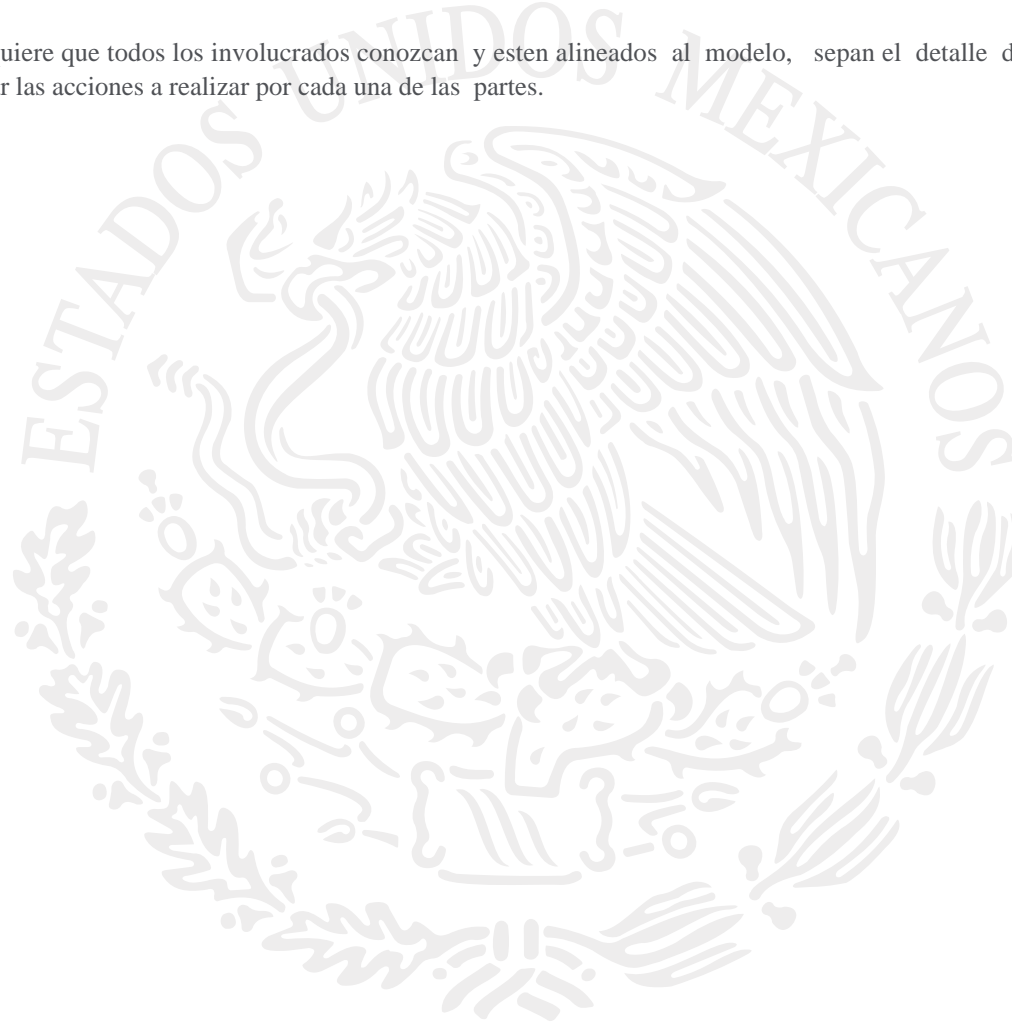 uiere que todos los involucrados conozcan y esten alineados al modelo, sepan el detalle d
r las acciones a realizar por cada una de las partes.
ESTADOS UNIDOS MEXICANOS